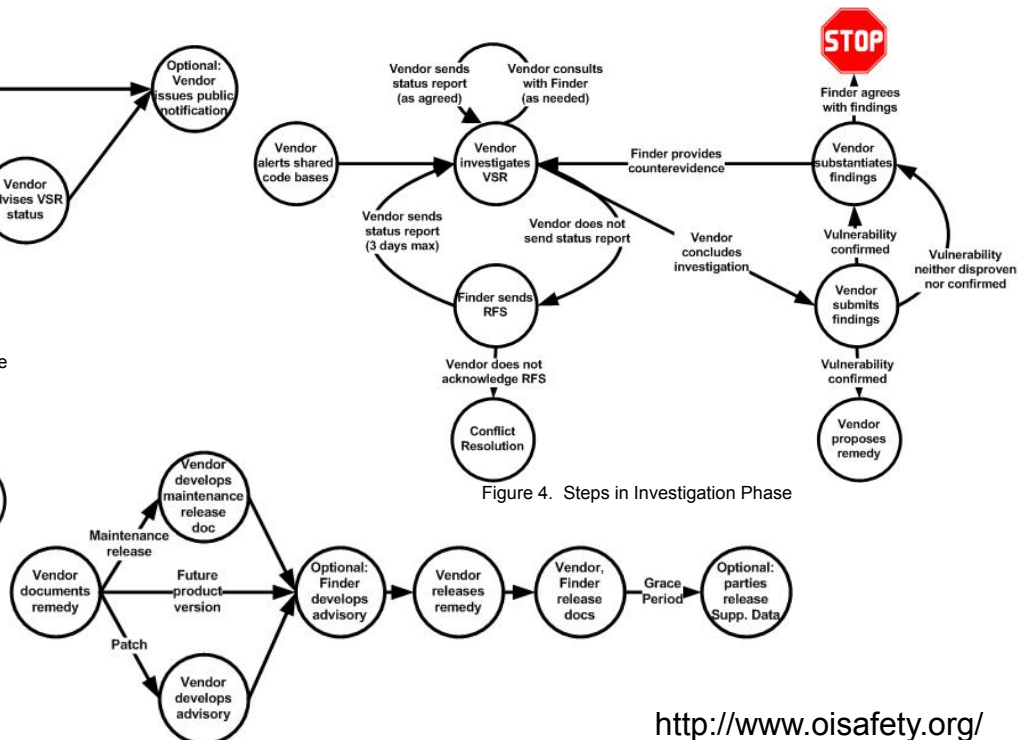 Optional:
Vendor
issues public
notification
Vendor
status
STOP
Vendor sends
status report
(as agreed)
Vendor consults
with Finder
(as needed)
Finder agrees
with findings
Vendor
alerts shared
code bases
Vendor
investigates
VSR
Finder provides
counterevidence
Vendor
substantiates
findings
Vendor sends
status report
(3 days max)
Vendor does not
send status report
Vendor
concludes
investigation
Vulnerability
confirmed
Vulnerability
neither disproven
nor confirmed
Finder sends
RFS
Vendor
submits
findings
Vendor does not
acknowledge RFS
Vulnerability
confirmed
Conflict
Resolution
Vendor
proposes
remedy
Figure 4. Steps in Investigation Phase
Vendor
develops
maintenance
release
doc
Maintenance
release
Vendor
documents
remedy
Future
product
version
Patch
Vendor
develops
advisory
Optional:
Finder
develops
advisory
Vendor
releases
remedy
Vendor,
Finder
release
docs
Grace
Period
Optional:
parties
release
Supp. Data
http://www.oisafety.org/